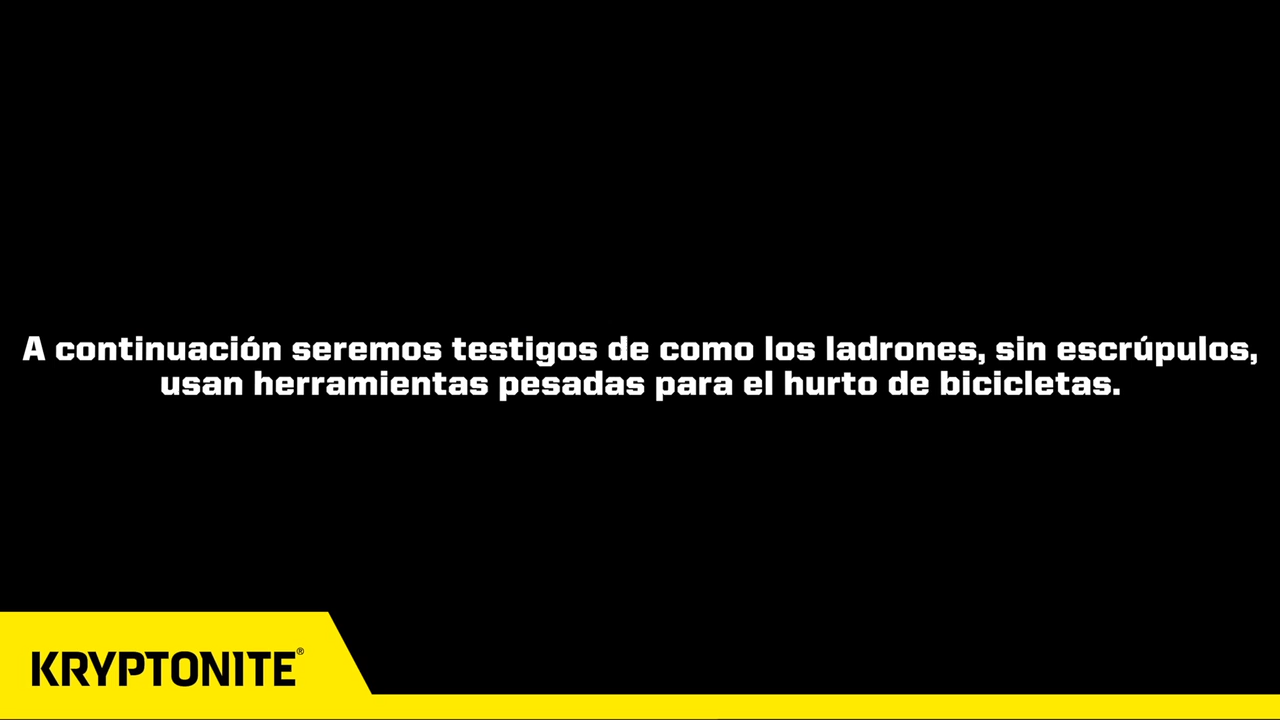 A continuación seremos testigos de como los ladrones, sin escrúpulos,
usan herramientas pesadas para el hurto de bicicletas.
KRYPTONITE®